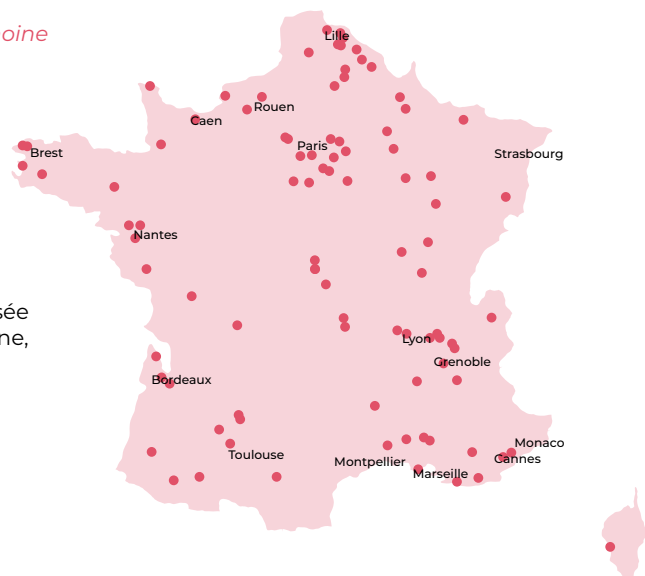 oine
Lille
Rouen
Caen
Paris
Brest
Strasbourg
Nantes
sée
ne,
Lyon
Grenoble
Bordeaux
Monaco
Toulouse
Cannes
Montpellier
Marseille